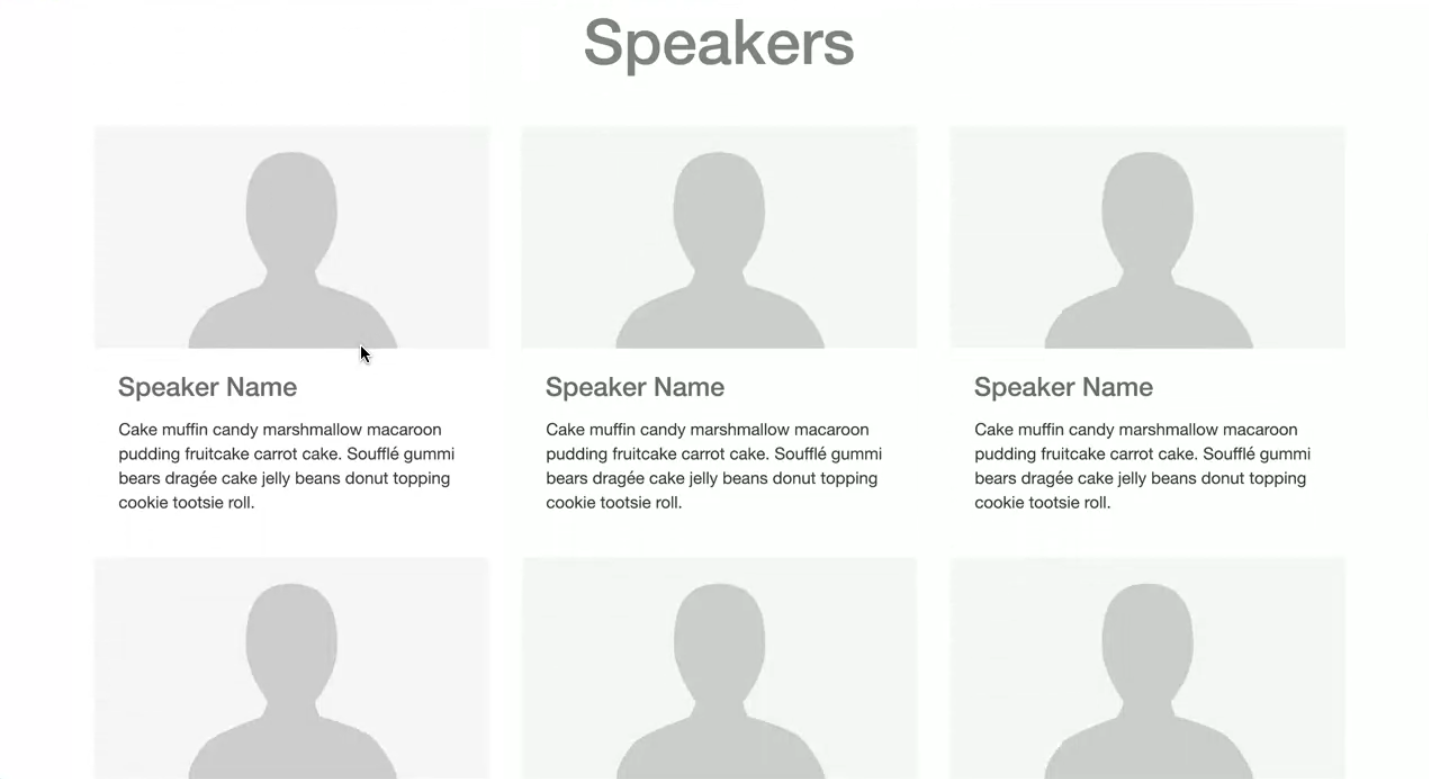 Speakers
Speaker Name
Cake muffin candy marshmallow macaroon
pudding fruitcake carrot cake. Soufflé gummi
bears dragée cake jelly beans donut topping
cookie tootsie roll.
Speaker Name
Cake muffin candy marshmallow macaroon
pudding fruitcake carrot cake. Soufflé gummi
bears dragée cake jelly beans donut topping
cookie tootsie roll.
Speaker Name
Cake muffin candy marshmallow macaroon
pudding fruitcake carrot cake. Soufflé gummi
bears dragée cake jelly beans donut topping
cookie tootsie roll.